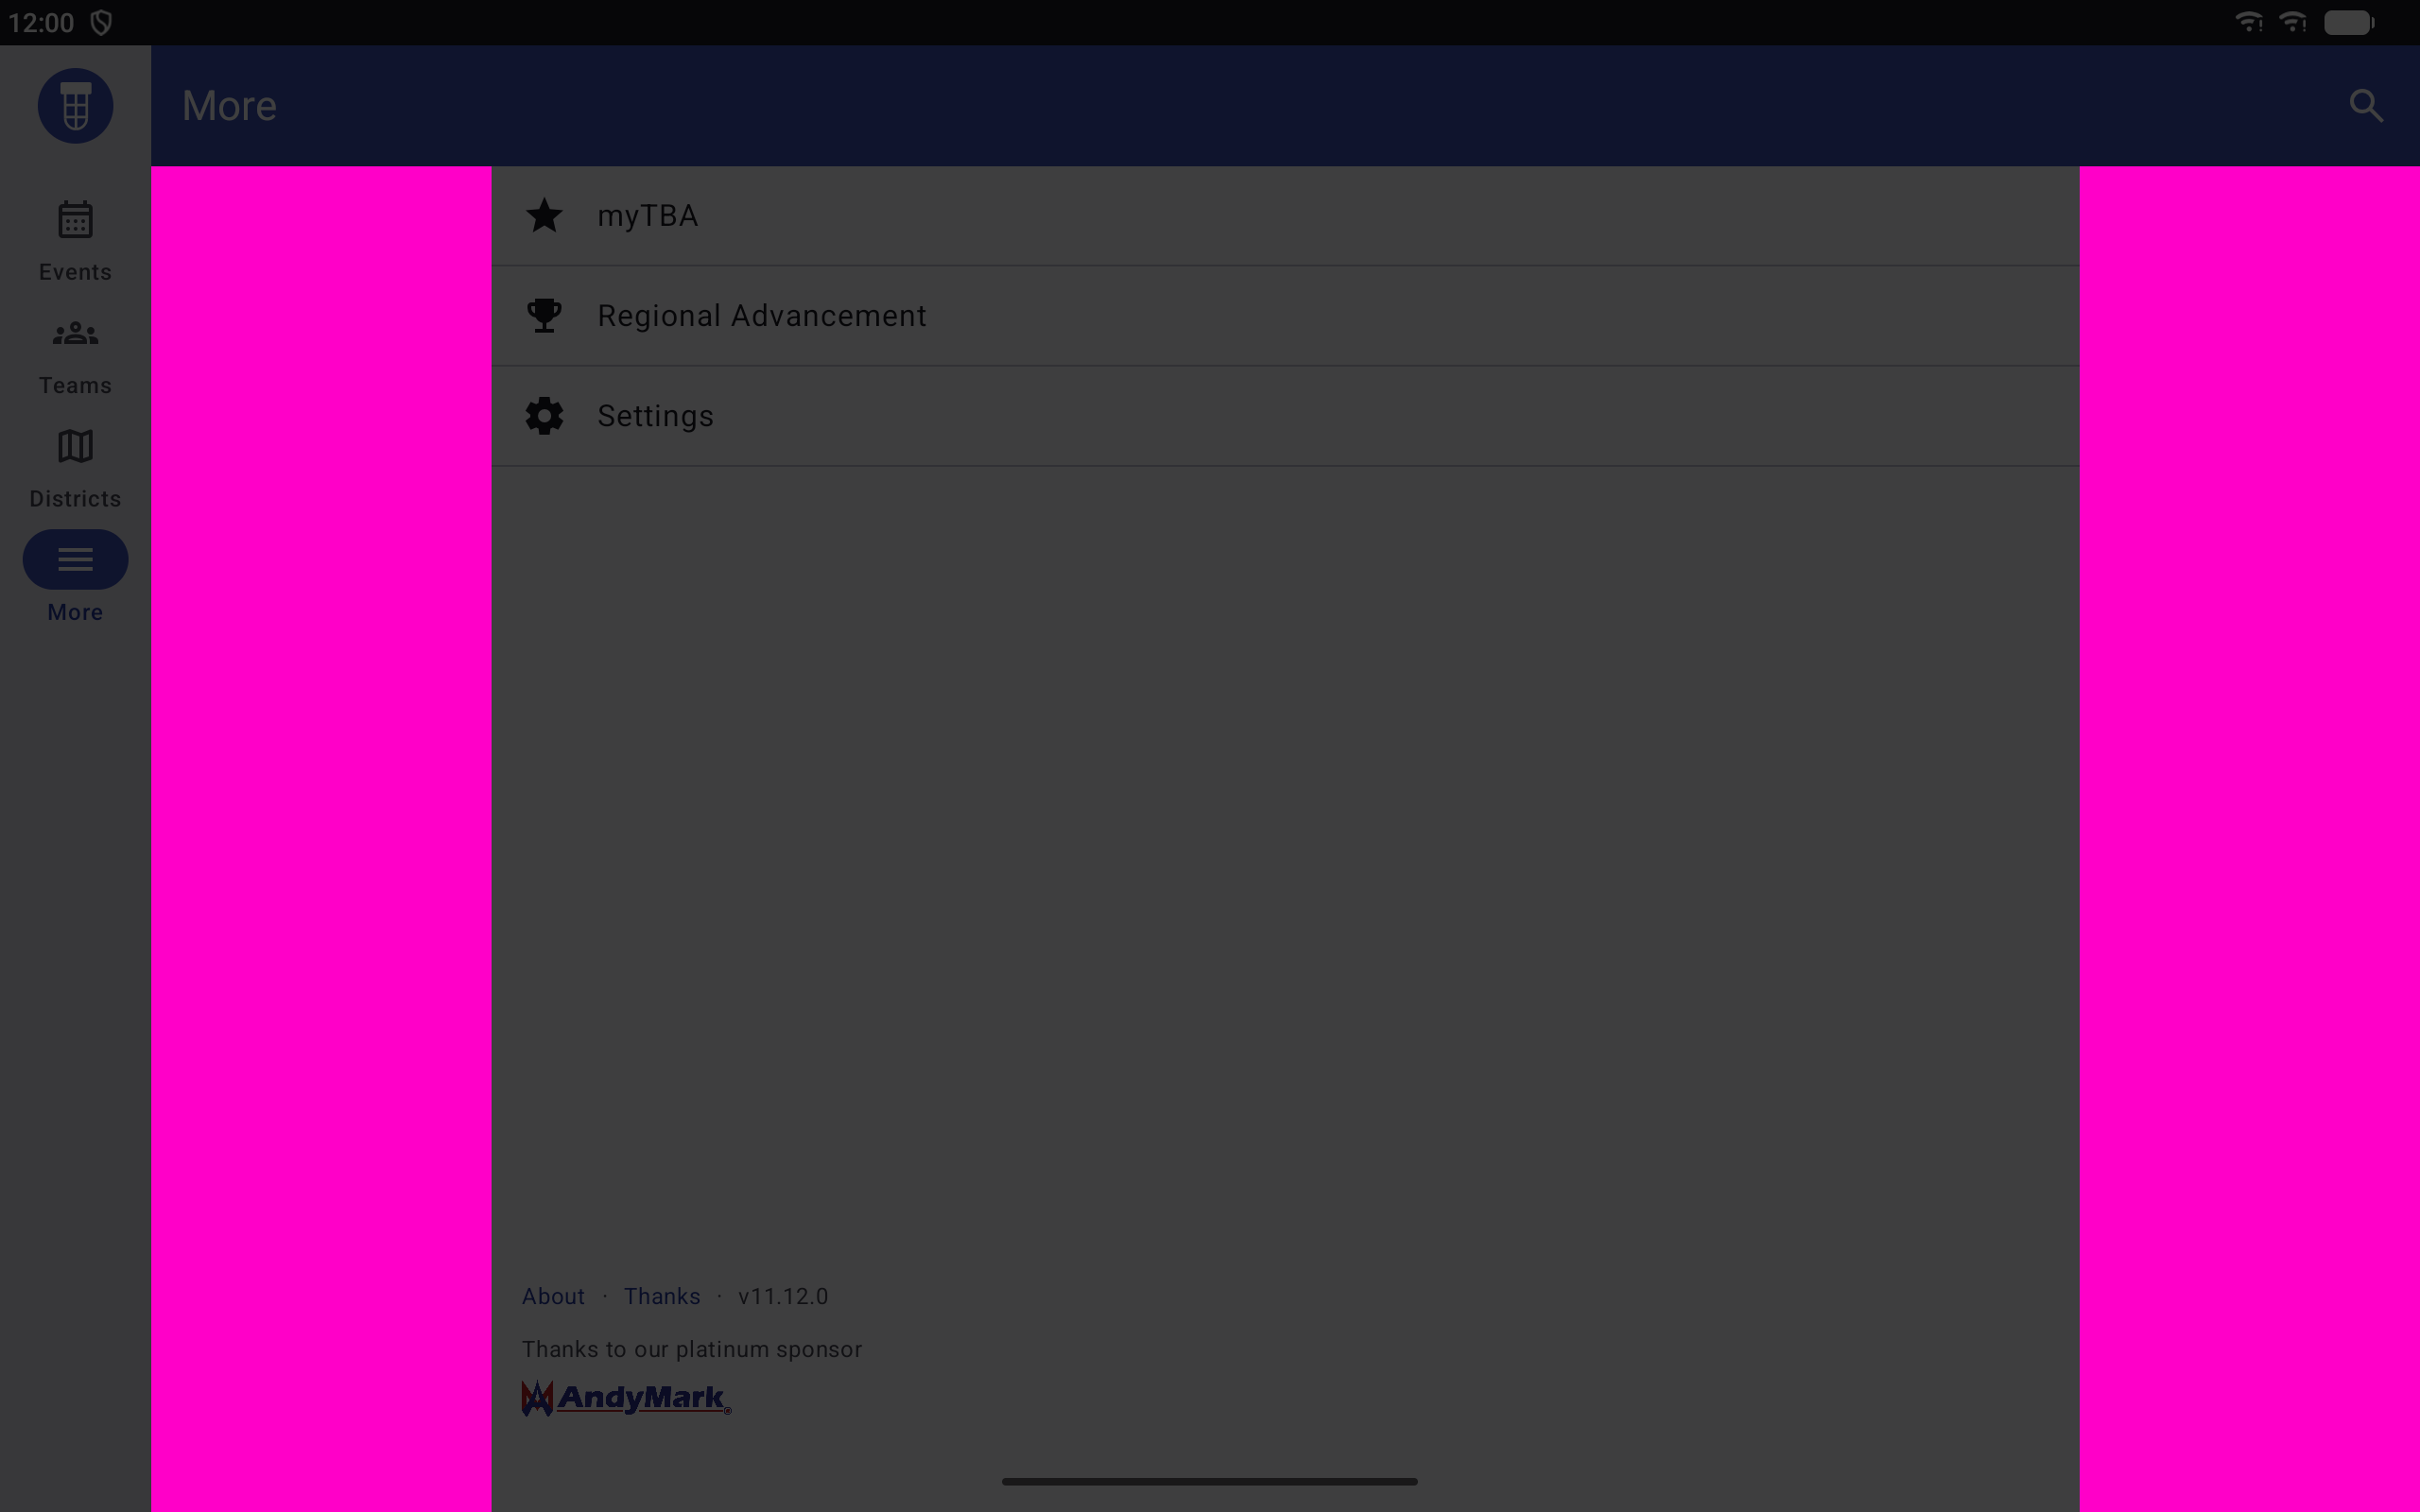 12:00
More
Events
Teams
Districts
More
myTBA
Regional Advancement
Settings
About · Thanks · v11.12.0
Thanks to our platinum sponsor
AndyMark®